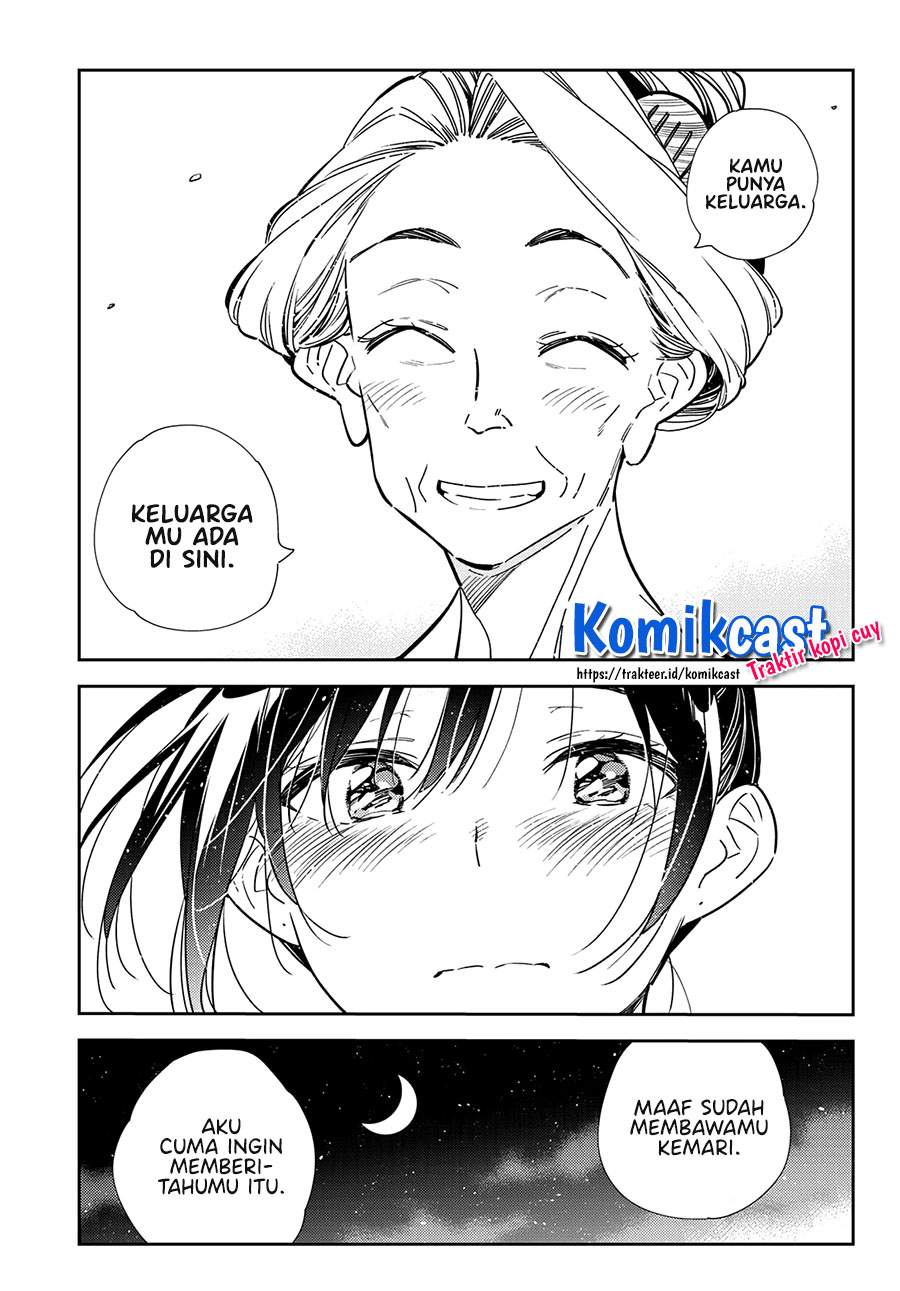 KAMU
PUNYA
KELUARGA.
KELUARGA
MU ADA
DI SINI.
Komikcast
Traktir kopi cuy
https://trakteer.id/komikcast
MAAF SUDAH
MEMBAWAMU
KEMARI.
AKU
CUMA INGIN
MEMBERI-
TAHUMU ITU.